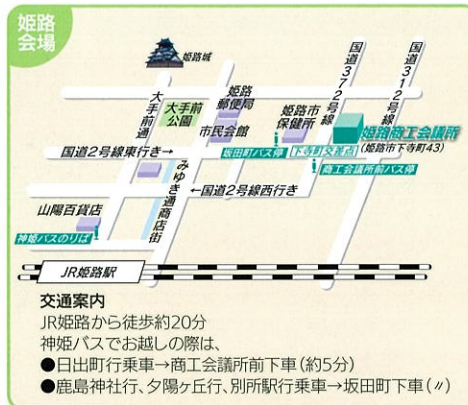 姫路
会場
姫路城
大手前通
大手前
公園
姫路
郵便局
市民会館
姫路市
保健所
国道372号線
国道312号線
姫路商工会議所
(姫路市下寺町43)
国道2号線東行き→
坂田町バス停
下寺町交差点
商工会議所前バス停
みゆき通商店街
←国道2号線西行き
山陽百貨店
神姫バスのりば
JR姫路駅
交通案内
JR姫路から徒歩約20分
神姫バスでお越しの際は、
●日出町行乗車→商工会議所前下車(約5分)
●鹿島神社行、夕陽ヶ丘行、別所駅行乗車→坂田町下車(〃)